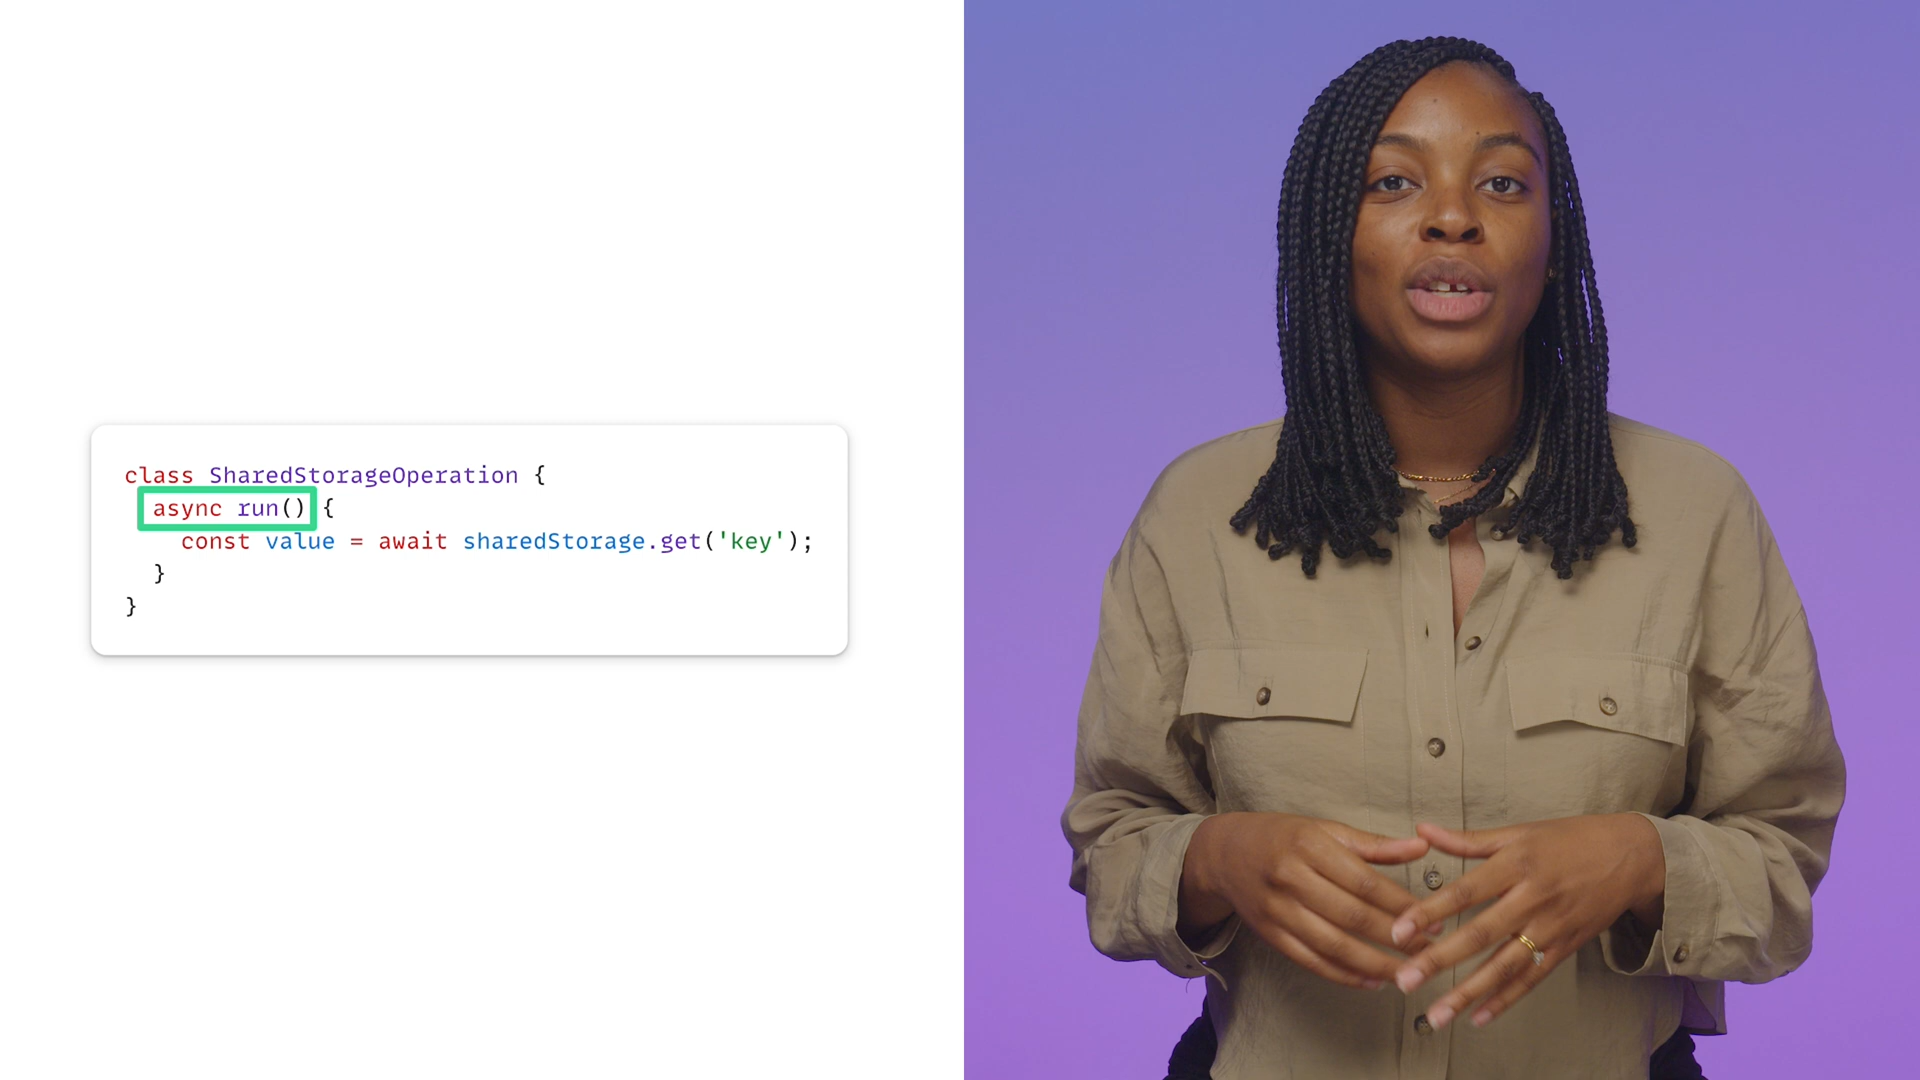 class SharedStorageOperation {
async run() {
const value = await sharedStorage.get('key');
}
}